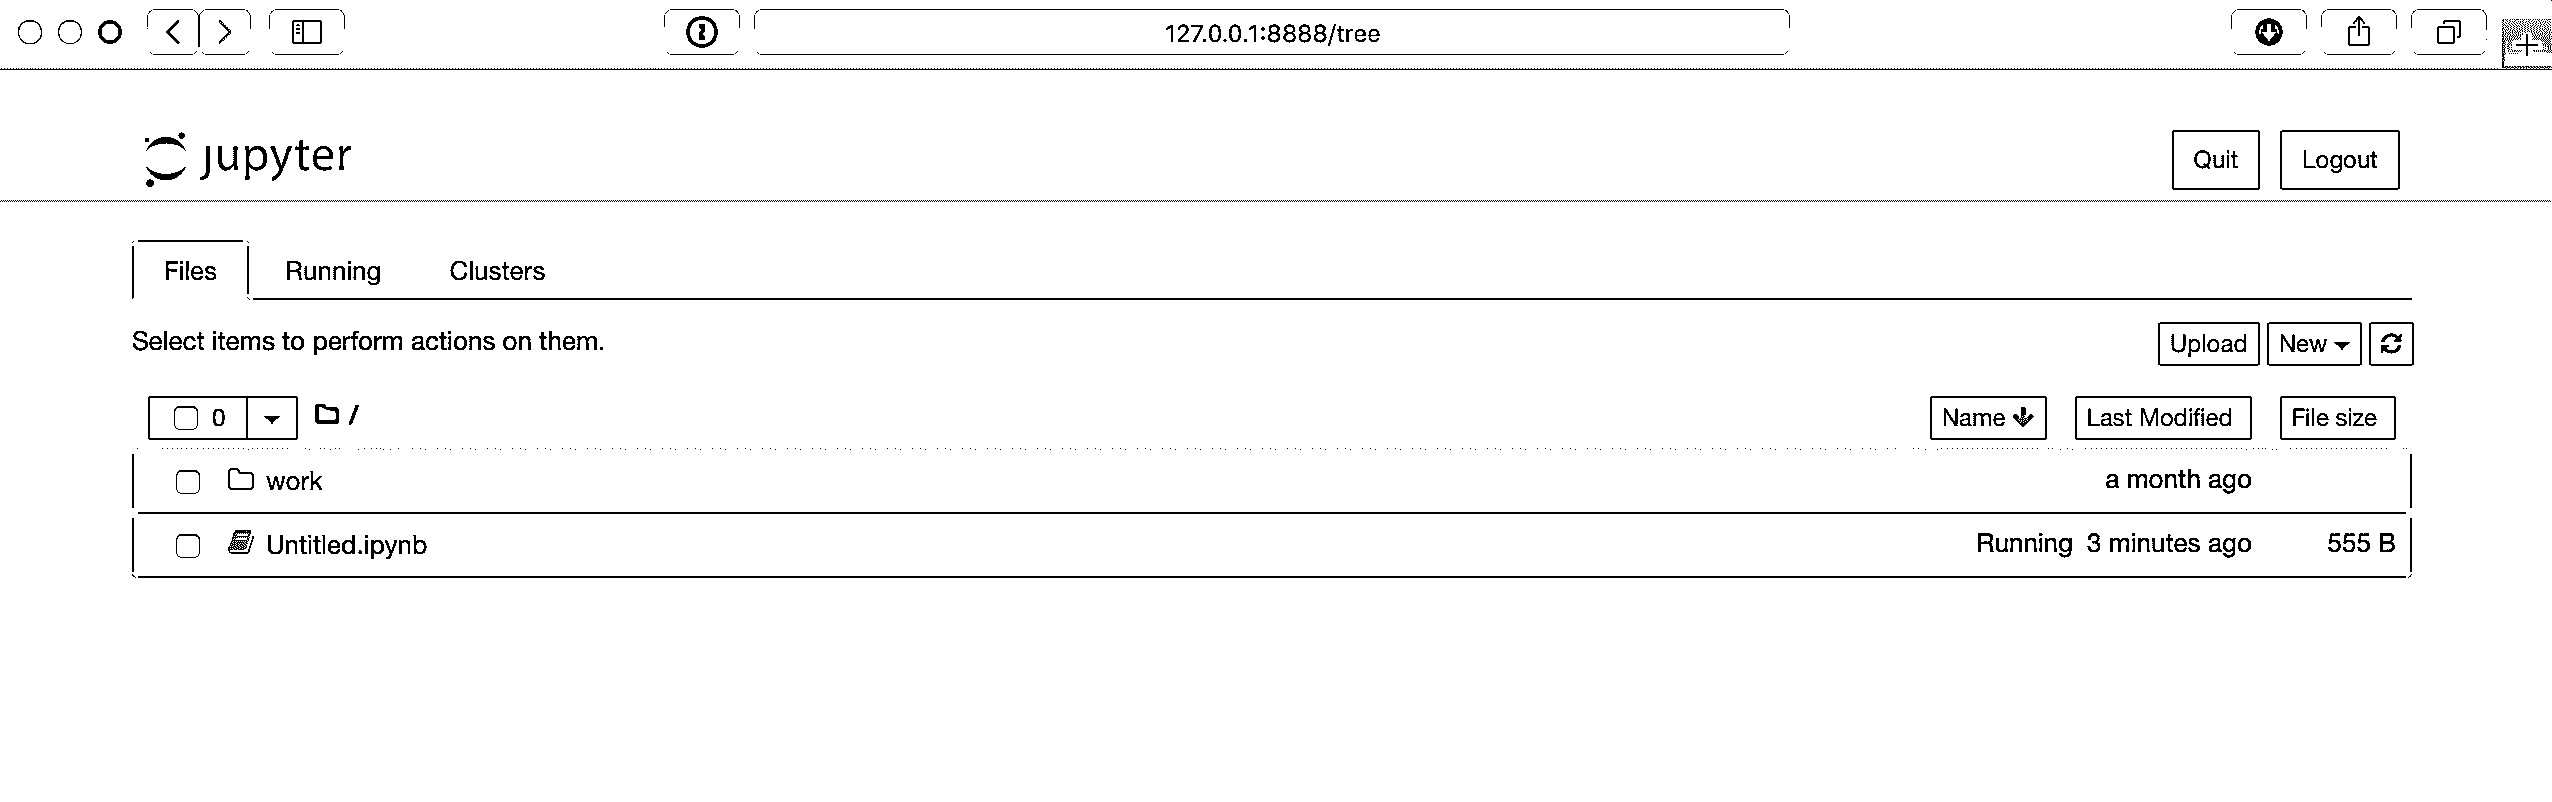 127.0.0.1:8888/tree
jupyter
Quit Logout
Files Running Clusters
Select items to perform actions on them.
Upload New
0 / Name Last Modified File size
work a month ago
Untitled.ipynb Running 3 minutes ago 555 B